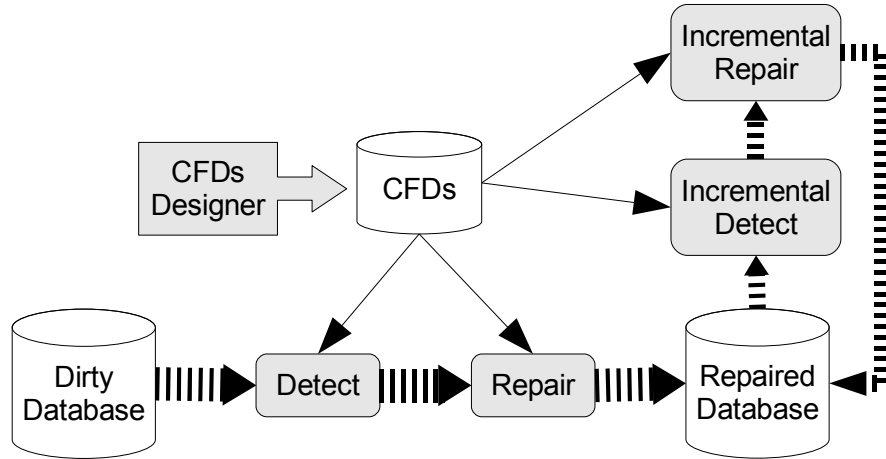 Incremental
Repair
CFDs
Designer
CFDs
Incremental
Detect
Dirty
Database
Detect
Repair
Repaired
Database